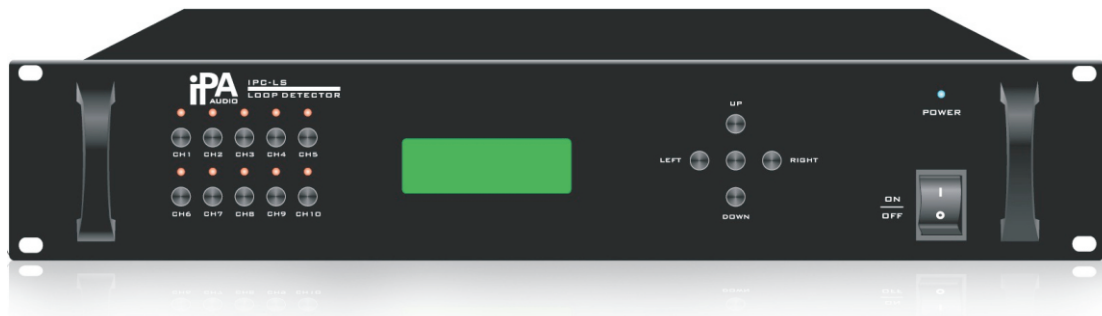 iPA
AUDIO
IPC-LS
LOOP DETECTOR
CH1 CH2 CH3 CH4 CH5
CH6 CH7 CH8 CH9 CH10
UP
LEFT RIGHT
DOWN
POWER
ON
OFF
I
O